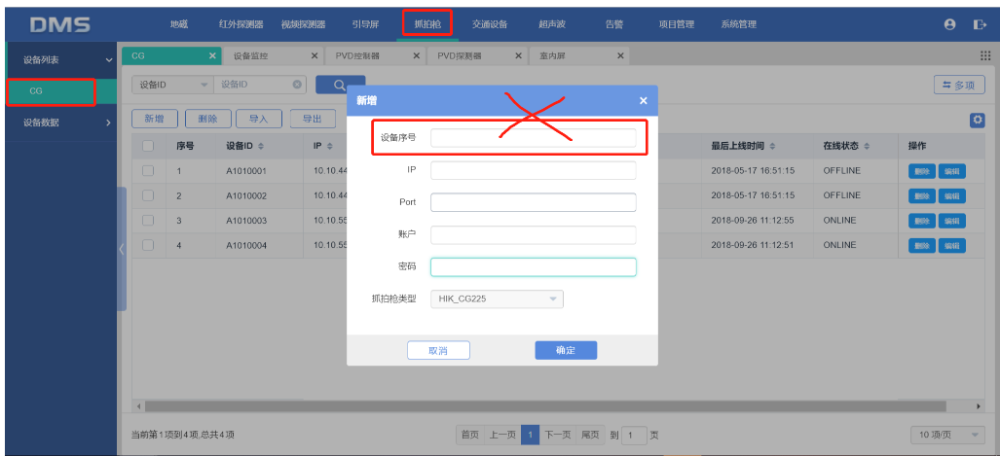 DMS 地磁 红外探测器 视频探测器 引导屏 抓拍枪 交通设备 超声波 告警 项目管理 系统管理
设备列表 CG 设备监控 PVD控制器 PVD探测器 室内屏
CG 设备ID 设备ID 多项
设备数据 新增 删除 导入 导出
序号 设备ID IP 最后上线时间 在线状态 操作
1 A1010001 10.10.44 2018-05-17 16:51:15 OFFLINE 删除 编辑
2 A1010002 10.10.44 2018-05-17 16:51:15 OFFLINE 删除 编辑
3 A1010003 10.10.55 2018-09-26 11:12:55 ONLINE 删除 编辑
4 A1010004 10.10.55 2018-09-26 11:12:51 ONLINE 删除 编辑
新增
设备序号
IP
Port
账户
密码
抓拍枪类型 HIK_CG225
取消 确定
当前第1项到4项,总共4项 首页 上一页 1 下一页 尾页 到 1 页 10 项/页